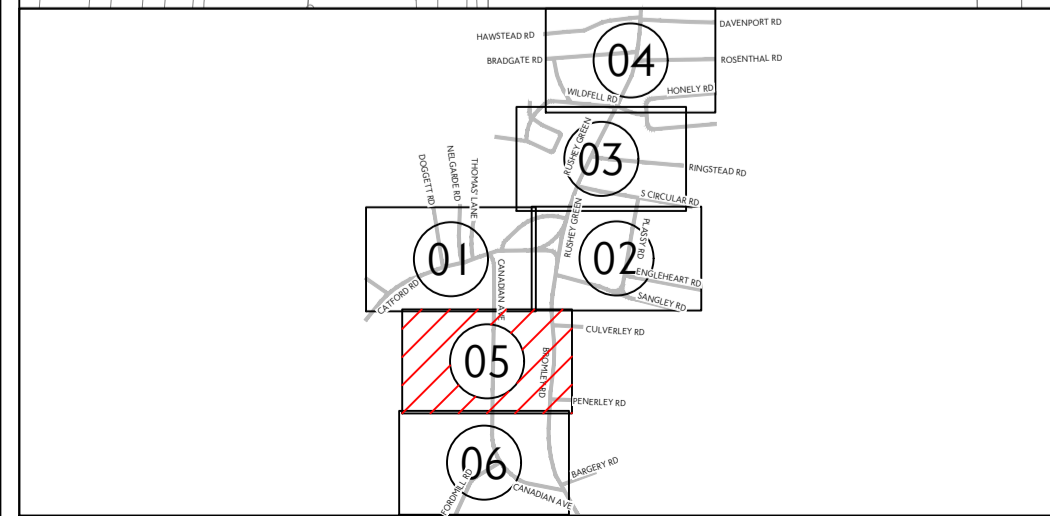 DAVENPORT RD
HAWSTEAD RD
BRADGATE RD
04
ROSENTHAL RD
WILDFELL RD
HONELY RD
RUSHEY GREEN
03
RINGSTEAD RD
S CIRCULAR RD
DOGGETT RD
NELGARDE RD
THOMAS' LANE
RUSHEY GREEN
PLASSY RD
01
02
CATFORD RD
CANADIAN AVE
ENGLEHEART RD
SANGLEY RD
CULVERLEY RD
05
BROMLEY RD
PENERLEY RD
06
BARGERY RD
FORDMILL RD
CANADIAN AVE